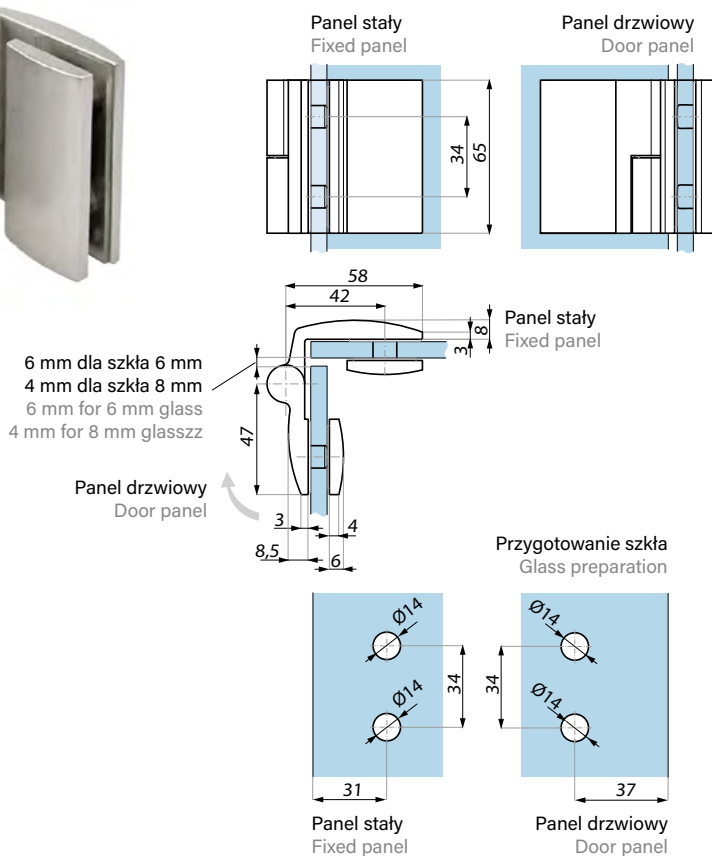 Panel stały
Fixed panel
Panel drzwiowy
Door panel
34
65
58
42
8
3
Panel stały
Fixed panel
6 mm dla szkła 6 mm
4 mm dla szkła 8 mm
6 mm for 6 mm glass
4 mm for 8 mm glasszz
47
Panel drzwiowy
Door panel
3
4
8,5
6
Przygotowanie szkła
Glass preparation
Ø14
Ø14
34
Ø14
Ø14
34
31
37
Panel stały
Fixed panel
Panel drzwiowy
Door panel